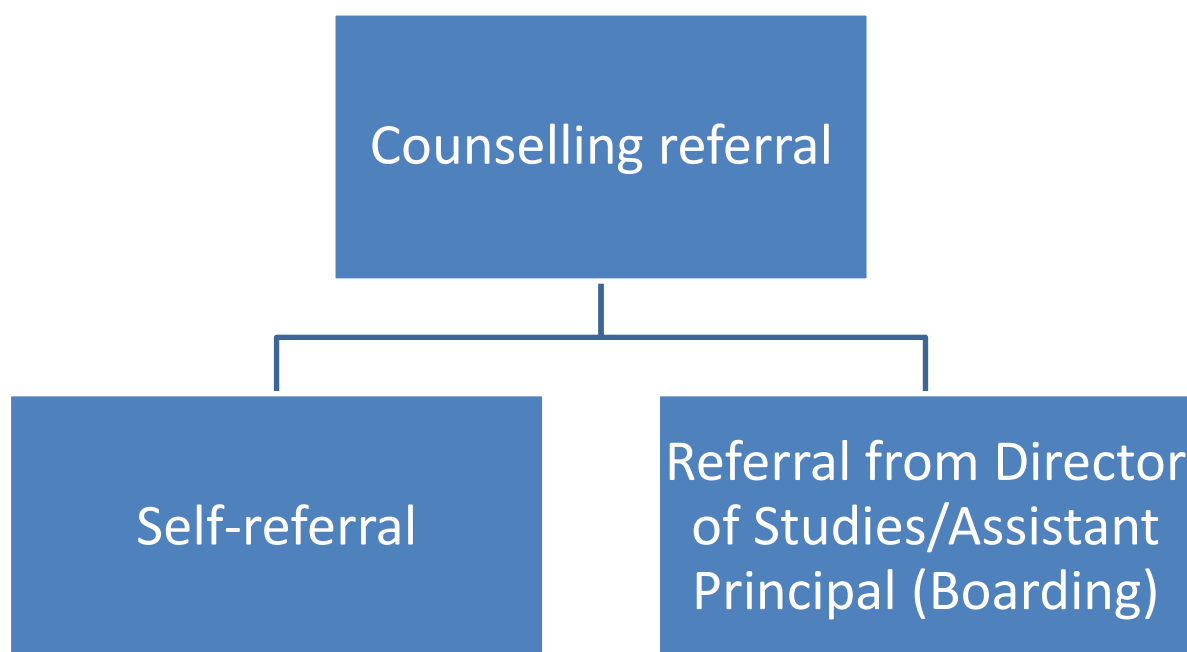 Counselling referral
Self-referral
Referral from Director
of Studies/Assistant
Principal (Boarding)